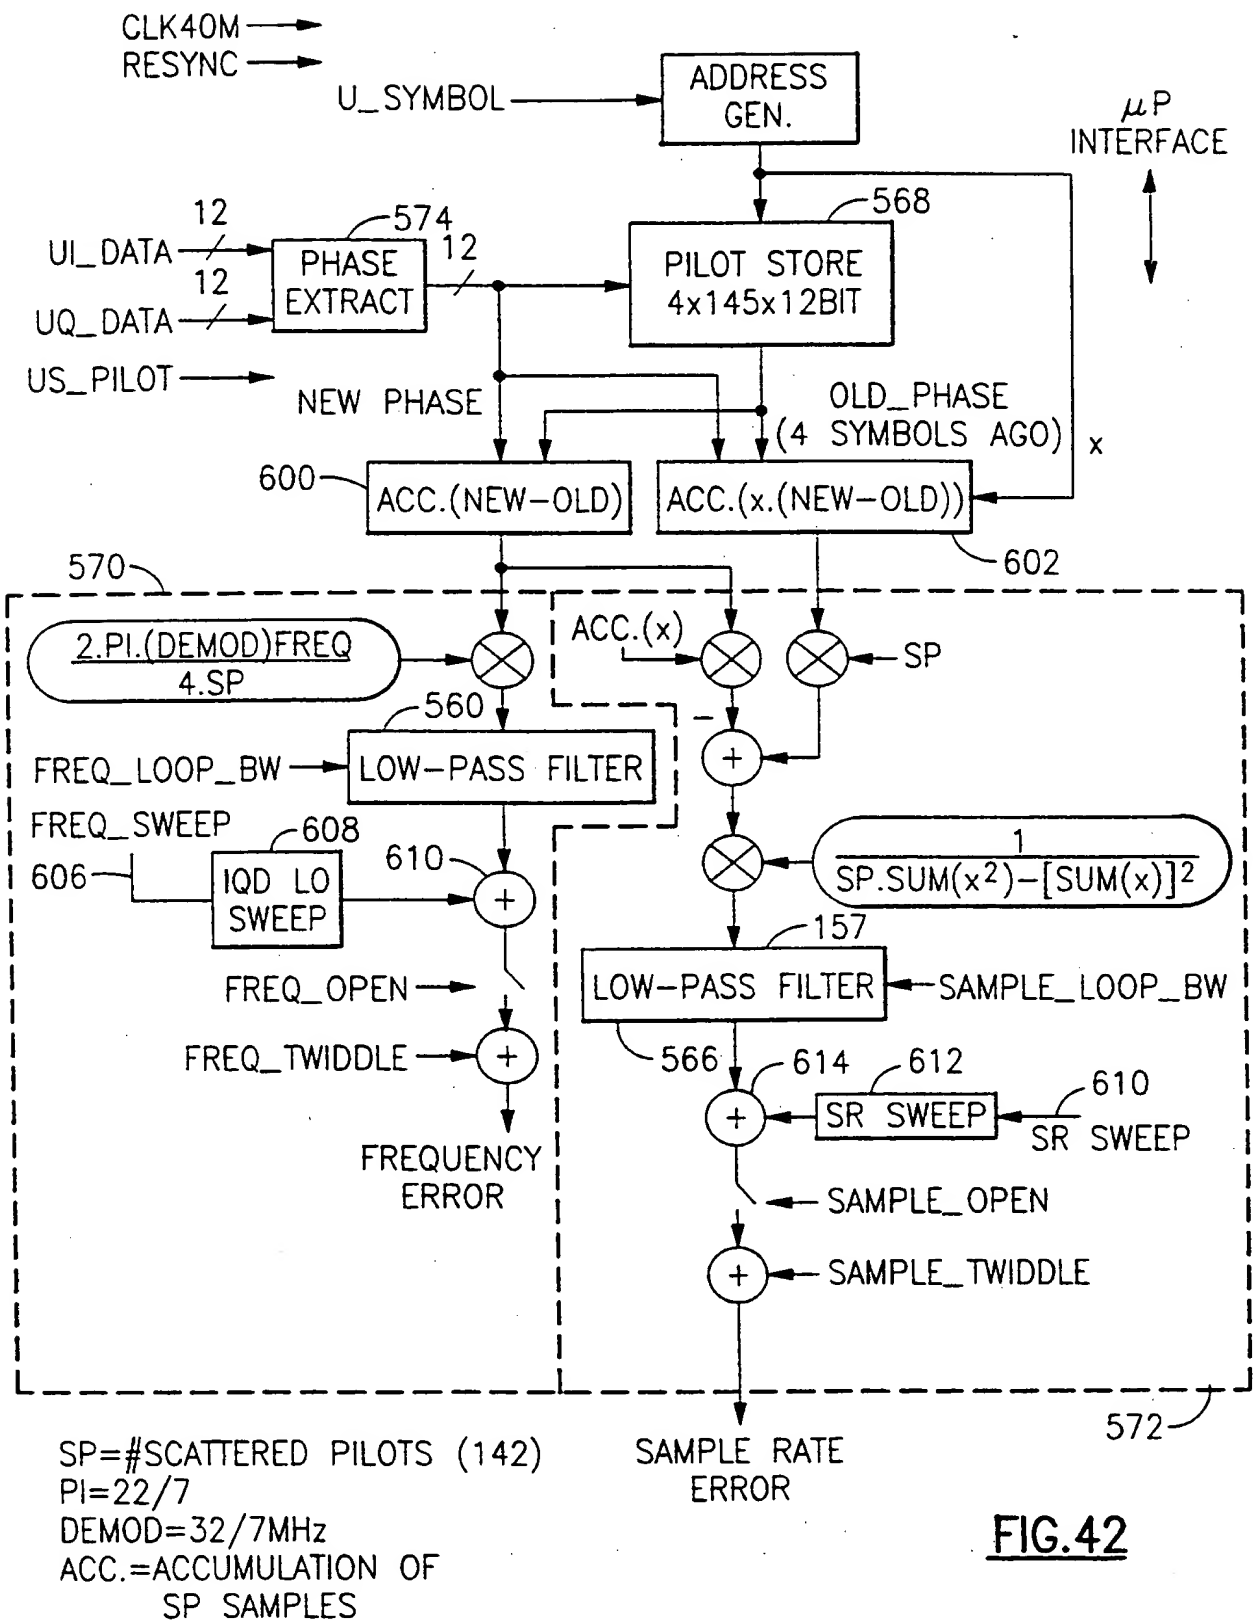 CLK40M
RESYNC
U_SYMBOL
ADDRESS
GEN.
µP
INTERFACE
12
574
12
568
UI_DATA
PHASE
EXTRACT
PILOT STORE
4x145x12BIT
12
UQ_DATA
US_PILOT
NEW PHASE
OLD_PHASE
(4 SYMBOLS AGO)
x
600
ACC.(NEW-OLD)
ACC.(x.(NEW-OLD))
602
570
2.PI.(DEMOD)FREQ
4.SP
ACC.(x)
SP
560
−
+
FREQ_LOOP_BW
LOW-PASS FILTER
FREQ_SWEEP
608
606
IQD LO
SWEEP
610
+
1
SP.SUM(x²)-[SUM(x)]²
157
FREQ_OPEN
LOW-PASS FILTER
SAMPLE_LOOP_BW
FREQ_TWIDDLE
+
566
614
612
610
+
SR SWEEP
SR SWEEP
FREQUENCY
ERROR
SAMPLE_OPEN
+
SAMPLE_TWIDDLE
572
SAMPLE RATE
ERROR
SP=#SCATTERED PILOTS (142)
PI=22/7
DEMOD=32/7MHz
ACC.=ACCUMULATION OF
SP SAMPLES
FIG.42